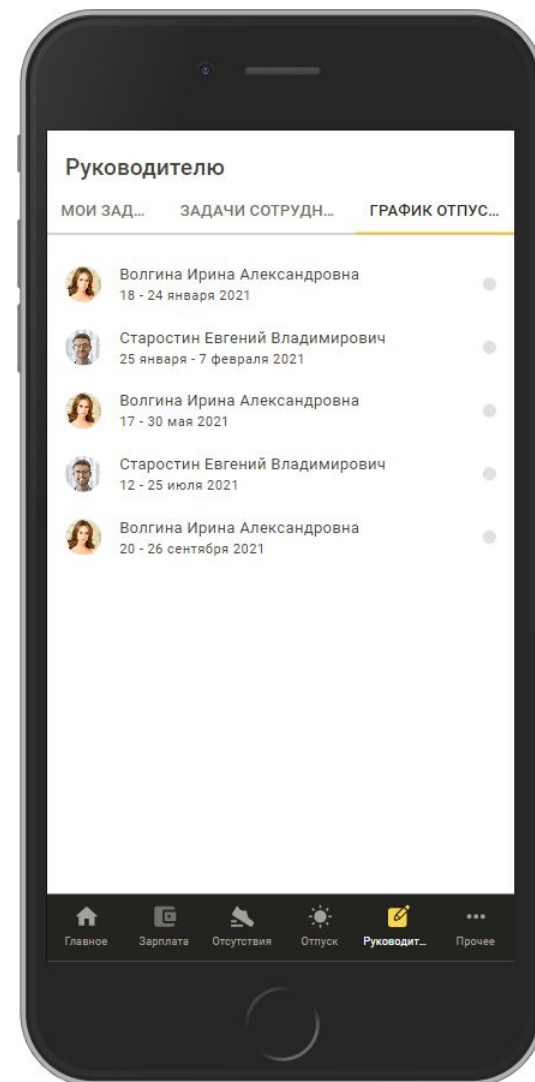 Руководителю
МОИ ЗАД... ЗАДАЧИ СОТРУДН... ГРАФИК ОТПУС...
Волгина Ирина Александровна
18 - 24 января 2021
Старостин Евгений Владимирович
25 января - 7 февраля 2021
Волгина Ирина Александровна
17 - 30 мая 2021
Старостин Евгений Владимирович
12 - 25 июля 2021
Волгина Ирина Александровна
20 - 26 сентября 2021
Главное Зарплата Отсутствия Отпуск Руководит... Прочее